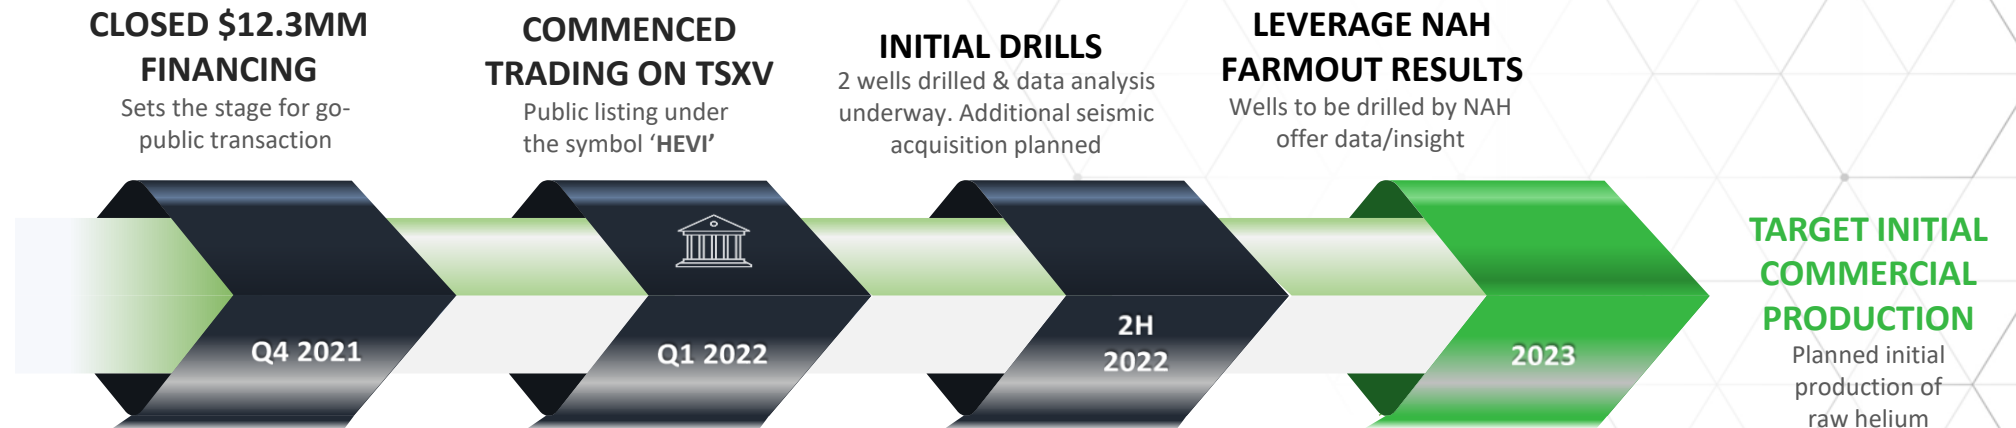 CLOSED $12.3MM
FINANCING
Sets the stage for go-
public transaction
Q4 2021
COMMENCED
TRADING ON TSXV
Public listing under
the symbol ‘HEVI’
Q1 2022
INITIAL DRILLS
2 wells drilled & data analysis
underway. Additional seismic
acquisition planned
2H
2022
LEVERAGE NAH
FARMOUT RESULTS
Wells to be drilled by NAH
offer data/insight
2023
TARGET INITIAL
COMMERCIAL
PRODUCTION
Planned initial
production of
raw helium